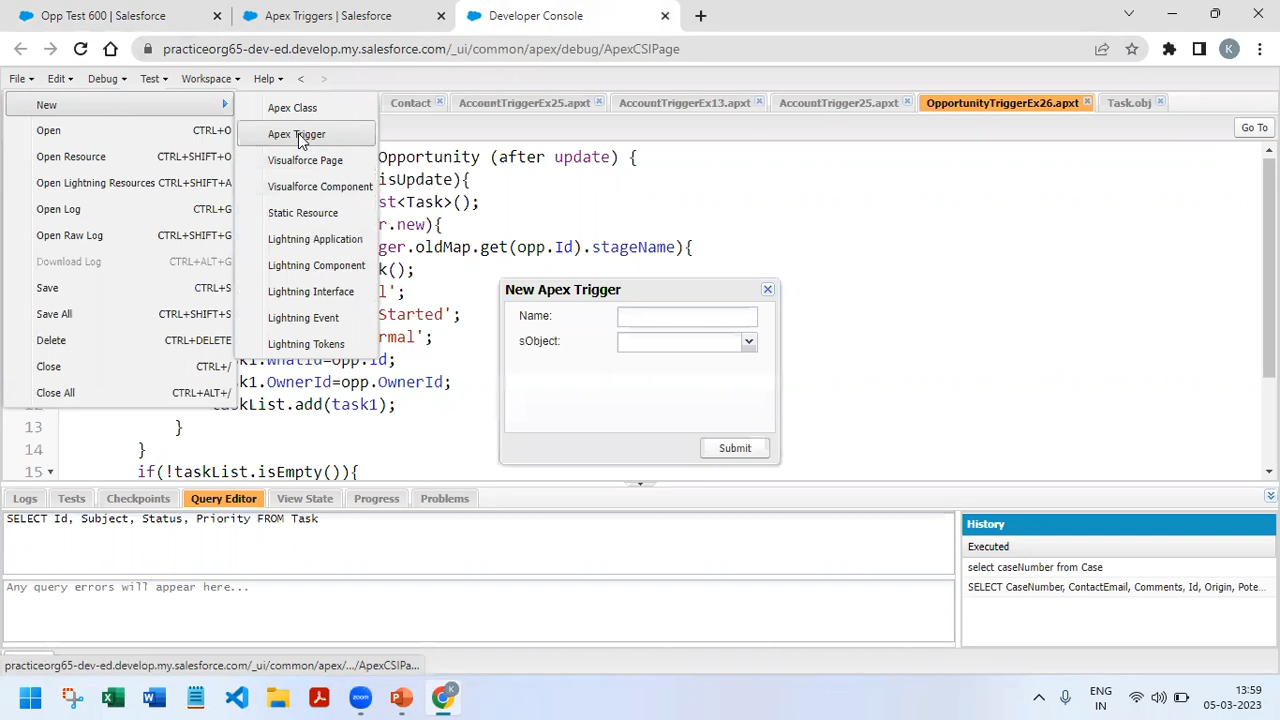 Opp Test 600 | Salesforce
Apex Triggers | Salesforce
Developer Console
practiceorg65-dev-ed.develop.my.salesforce.com/_ui/common/apex/debug/ApexCSIPage
K
File Edit Debug Test Workspace Help < >
New
Open CTRL+O
Open Resource CTRL+SHIFT+O
Open Lightning Resources CTRL+SHIFT+A
Open Log CTRL+G
Open Raw Log CTRL+SHIFT+G
Download Log CTRL+ALT+G
Save CTRL+S
Save All CTRL+SHIFT+S
Delete CTRL+DELETE
Close CTRL+/
Close All CTRL+ALT+/
Apex Class
Apex Trigger
Visualforce Page
Visualforce Component
Static Resource
Lightning Application
Lightning Component
Lightning Interface
Lightning Event
Lightning Tokens
Contact
AccountTriggerEx25.apxt
AccountTriggerEx13.apxt
AccountTrigger25.apxt
OpportunityTriggerEx26.apxt
Task.obj
Go To
Opportunity (after update) {
isUpdate){
st<Task>();
r.new){
ger.oldMap.get(opp.Id).stageName){
k();
l';
Started';
rmal';
k1.WhatId=opp.Id;
k1.OwnerId=opp.OwnerId;
taskList.add(task1);
13 }
14 }
15 if(!taskList.isEmpty()){
New Apex Trigger
Name:
sObject:
Submit
Logs
Tests
Checkpoints
Query Editor
View State
Progress
Problems
SELECT Id, Subject, Status, Priority FROM Task
Any query errors will appear here...
History
Executed
select caseNumber from Case
SELECT CaseNumber, ContactEmail, Comments, Id, Origin, Pote...
practiceorg65-dev-ed.develop.my.salesforce.com/_ui/common/apex/.../ApexCSIPa...
zoom
K
ENG
IN
13:59
05-03-2023